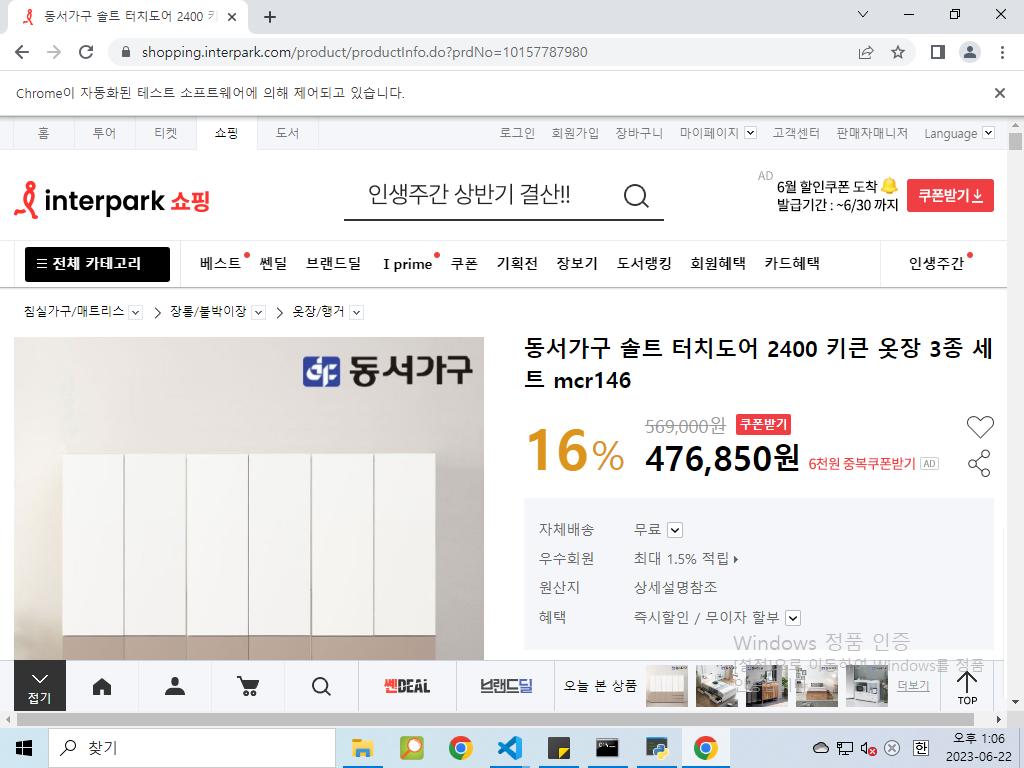 동서가구 솔트 터치도어 2400 키
shopping.interpark.com/product/productInfo.do?prdNo=10157787980
Chrome이 자동화된 테스트 소프트웨어에 의해 제어되고 있습니다.
홈 투어 티켓 쇼핑 도서 로그인 회원가입 장바구니 마이페이지 고객센터 판매자매니저 Language
interpark 쇼핑
인생주간 상반기 결산!!
AD
6월 할인쿠폰 도착
발급기간 : ~6/30 까지
쿠폰받기
전체 카테고리 베스트 쎈딜 브랜드딜 I prime 쿠폰 기획전 장보기 도서랭킹 회원혜택 카드혜택 인생주간
침실가구/매트리스 장롱/붙박이장 옷장/행거
동서가구
동서가구 솔트 터치도어 2400 키큰 옷장 3종 세
트 mcr146
16%
569,000원 쿠폰받기
476,850원 6천원 중복쿠폰받기 AD
자체배송 무료
우수회원 최대 1.5% 적립
원산지 상세설명참조
혜택 즉시할인 / 무이자 할부
Windows 정품 인증
[설정]으로 이동하여 Windows를 정품
접기
쎈DEAL
브랜드딜
오늘 본 상품
더보기
TOP
찾기
한
오후 1:06
2023-06-22